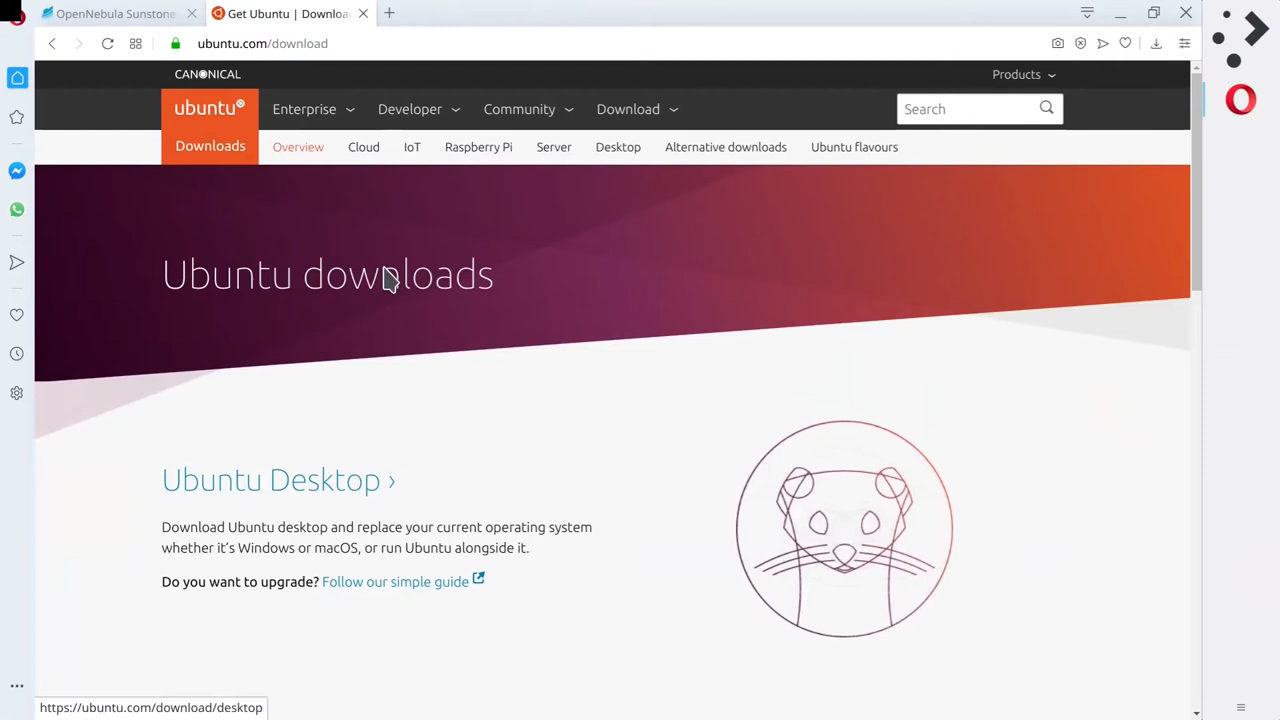 OpenNebula Sunstone
Get Ubuntu | Downloa
ubuntu.com/download
CANONICAL
Products
ubuntu
Enterprise
Developer
Community
Download
Search
Downloads
Overview
Cloud
IoT
Raspberry Pi
Server
Desktop
Alternative downloads
Ubuntu flavours
Ubuntu downloads
Ubuntu Desktop ›
Download Ubuntu desktop and replace your current operating system
whether it’s Windows or macOS, or run Ubuntu alongside it.
Do you want to upgrade? Follow our simple guide
https://ubuntu.com/download/desktop